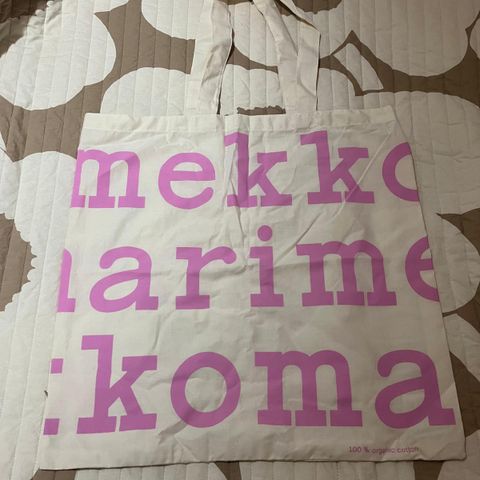 mekko
arime
koma
100 % organic cotton